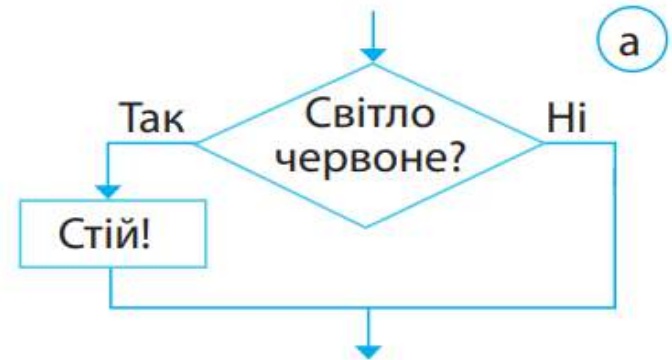 а
Так
Світло
червоне?
Ні
Стій!